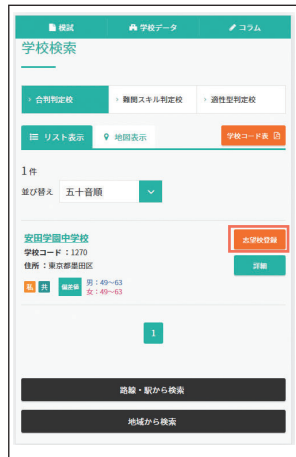 模試 学校データ コラム
学校検索
合判判定校 難関スキル判定校 適性型判定校
リスト表示 地図表示 学校コード表
1件
並び替え 五十音順
安田学園中学校 志望校登録
学校コード：1270
住所：東京都墨田区 詳細
私 共 偏差値 男：49～63
女：49～63
1
路線・駅から検索
地域から検索